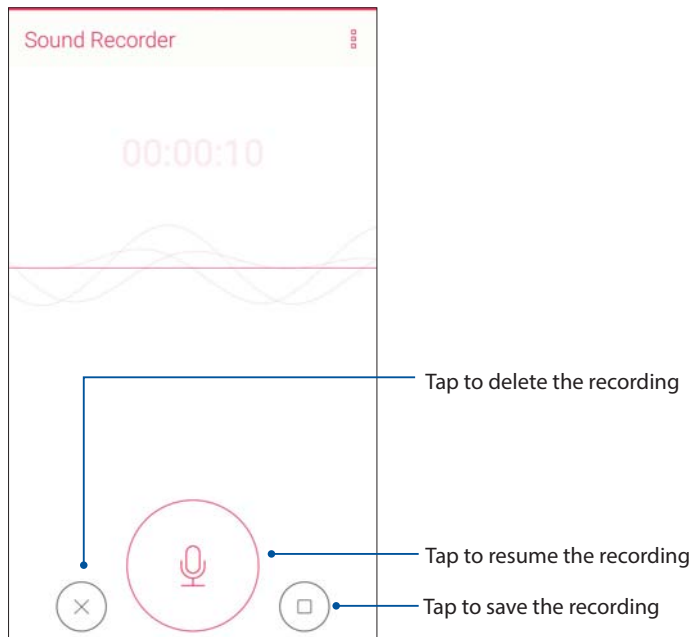 Sound Recorder
00:00:10
Tap to delete the recording
Tap to resume the recording
Tap to save the recording